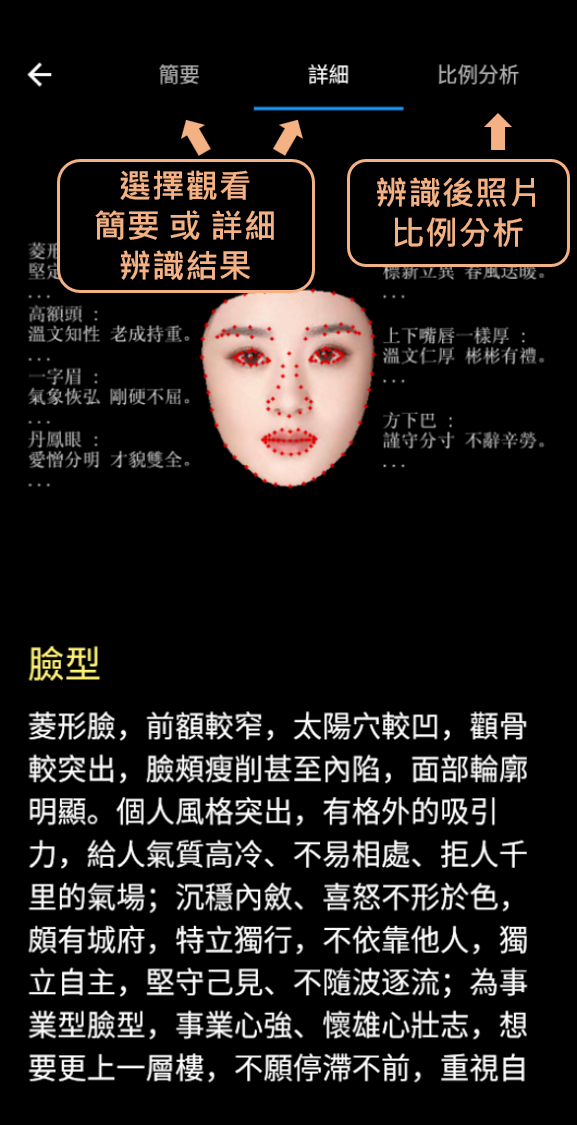 簡要
詳細
比例分析
選擇觀看
簡要 或 詳細
辨識結果
辨識後照片
比例分析
菱形
堅定
...
高額頭：
溫文知性 老成持重。
...
一字眉：
氣象恢弘 剛硬不屈。
...
丹鳳眼：
愛憎分明 才貌雙全。
...
標新立異 春風送暖。
...
上下嘴唇一樣厚：
溫文仁厚 彬彬有禮。
...
方下巴：
謹守分寸 不辭辛勞。
...
臉型
菱形臉，前額較窄，太陽穴較凹，顴骨
較突出，臉頰瘦削甚至內陷，面部輪廓
明顯。個人風格突出，有格外的吸引
力，給人氣質高冷、不易相處、拒人千
里的氣場；沉穩內斂、喜怒不形於色，
頗有城府，特立獨行，不依靠他人，獨
立自主，堅守己見、不隨波逐流；為事
業型臉型，事業心強、懷雄心壯志，想
要更上一層樓，不願停滯不前，重視自